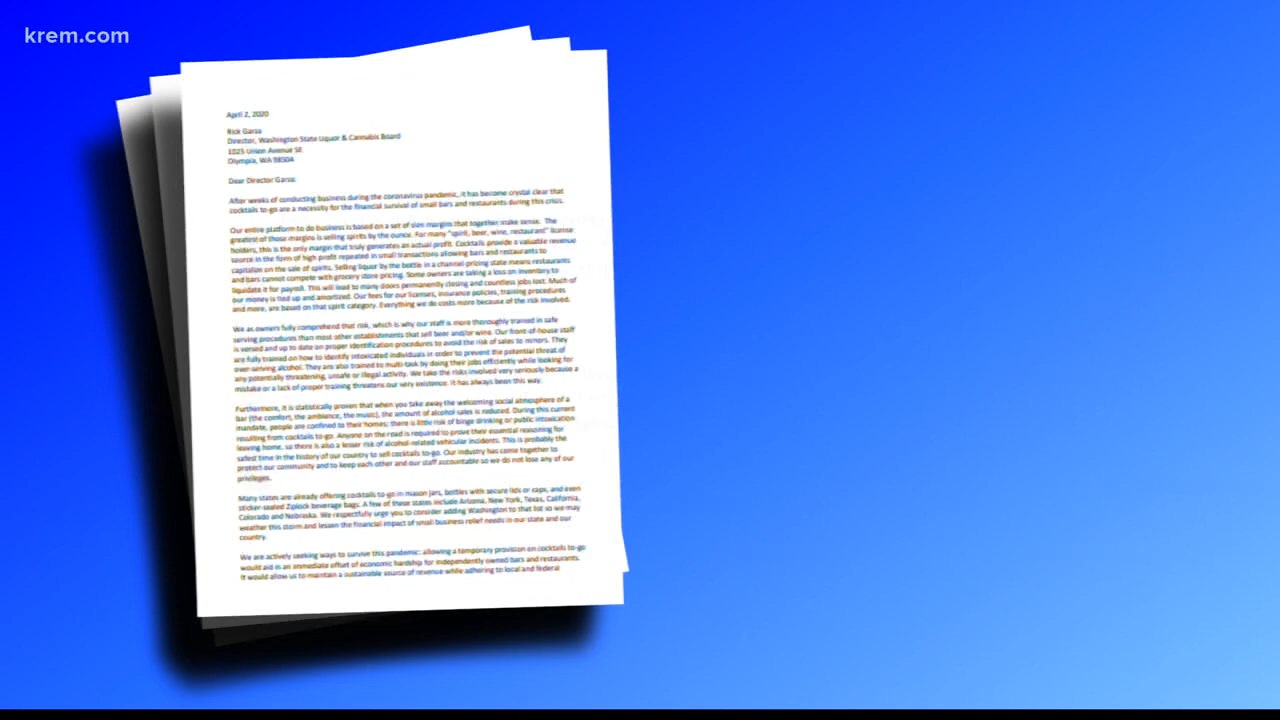 krem.com
April 2, 2020
Rick Garza
Director, Washington State Liquor & Cannabis Board
1025 Union Avenue SE
Olympia, WA 98504
Dear Director Garza:
After weeks of conducting business during the coronavirus pandemic, it has become crystal clear that
cocktails to-go are a necessity for the financial survival of small bars and restaurants during this crisis.
Our entire platform to do business is based on a set of slim margins that together make sense. The
greatest of those margins is selling spirits by the ounce. For many "spirit, beer, wine, restaurant" license
holders, this is the only margin that truly generates an actual profit. Cocktails provide a valuable revenue
source in the form of high profit repeated in small transactions allowing bars and restaurants to
capitalize on the sale of spirits. Selling liquor by the bottle in a channel-pricing state means restaurants
and bars cannot compete with grocery store pricing. Some owners are taking a loss on inventory to
liquidate it for payroll. This will lead to many doors permanently closing and countless jobs lost. Much of
our money is tied up and amortized. Our fees for our licenses, insurance policies, training procedures
and more, are based on that spirit category. Everything we do costs more because of the risk involved.
We as owners fully comprehend that risk, which is why our staff is more thoroughly trained in safe
serving procedures than most other establishments that sell beer and/or wine. Our front-of-house staff
is versed and up to date on proper identification procedures to avoid the risk of sales to minors. They
are fully trained on how to identify intoxicated individuals in order to prevent the potential threat of
over-serving alcohol. They are also trained to multi-task by doing their jobs efficiently while looking for
any potentially threatening, unsafe or illegal activity. We take the risks involved very seriously because a
mistake or a lack of proper training threatens our very existence. It has always been this way.
Furthermore, it is statistically proven that when you take away the welcoming social atmosphere of a
bar (the comfort, the ambience, the music), the amount of alcohol sales is reduced. During this current
mandate, people are confined to their homes; there is little risk of binge drinking or public intoxication
resulting from cocktails to-go. Anyone on the road is required to prove their essential reasoning for
leaving home, so there is also a lesser risk of alcohol-related vehicular incidents. This is probably the
safest time in the history of our country to sell cocktails to-go. Our industry has come together to
protect our community and to keep each other and our staff accountable so we do not lose any of our
privileges.
Many states are already offering cocktails to-go in mason jars, bottles with secure lids or caps, and even
sticker-sealed Ziplock beverage bags. A few of these states include Arizona, New York, Texas, California,
Colorado and Nebraska. We respectfully urge you to consider adding Washington to that list so we may
weather this storm and lessen the financial impact of small business relief needs in our state and our
country.
We are actively seeking ways to survive this pandemic: allowing a temporary provision on cocktails to-go
would aid in an immediate offset of economic hardship for independently owned bars and restaurants.
It would allow us to maintain a sustainable source of revenue while adhering to local and federal